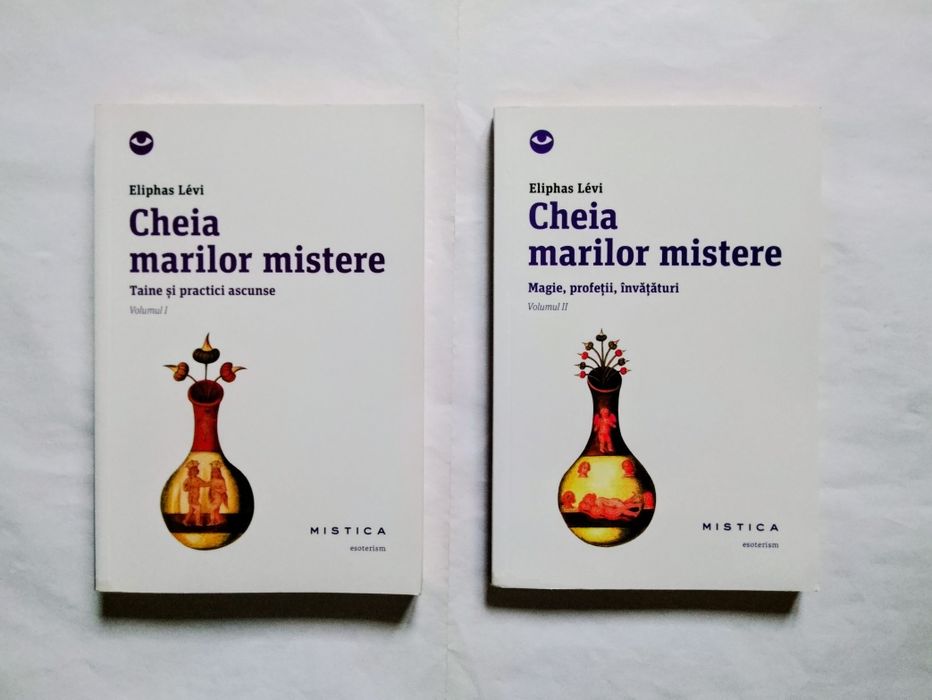 Eliphas Lévi
Cheia
marilor mistere
Taine și practici ascunse
Volumul I
MISTICA
esoterism
Eliphas Lévi
Cheia
marilor mistere
Magie, profeții, învățături
Volumul II
MISTICA
esoterism